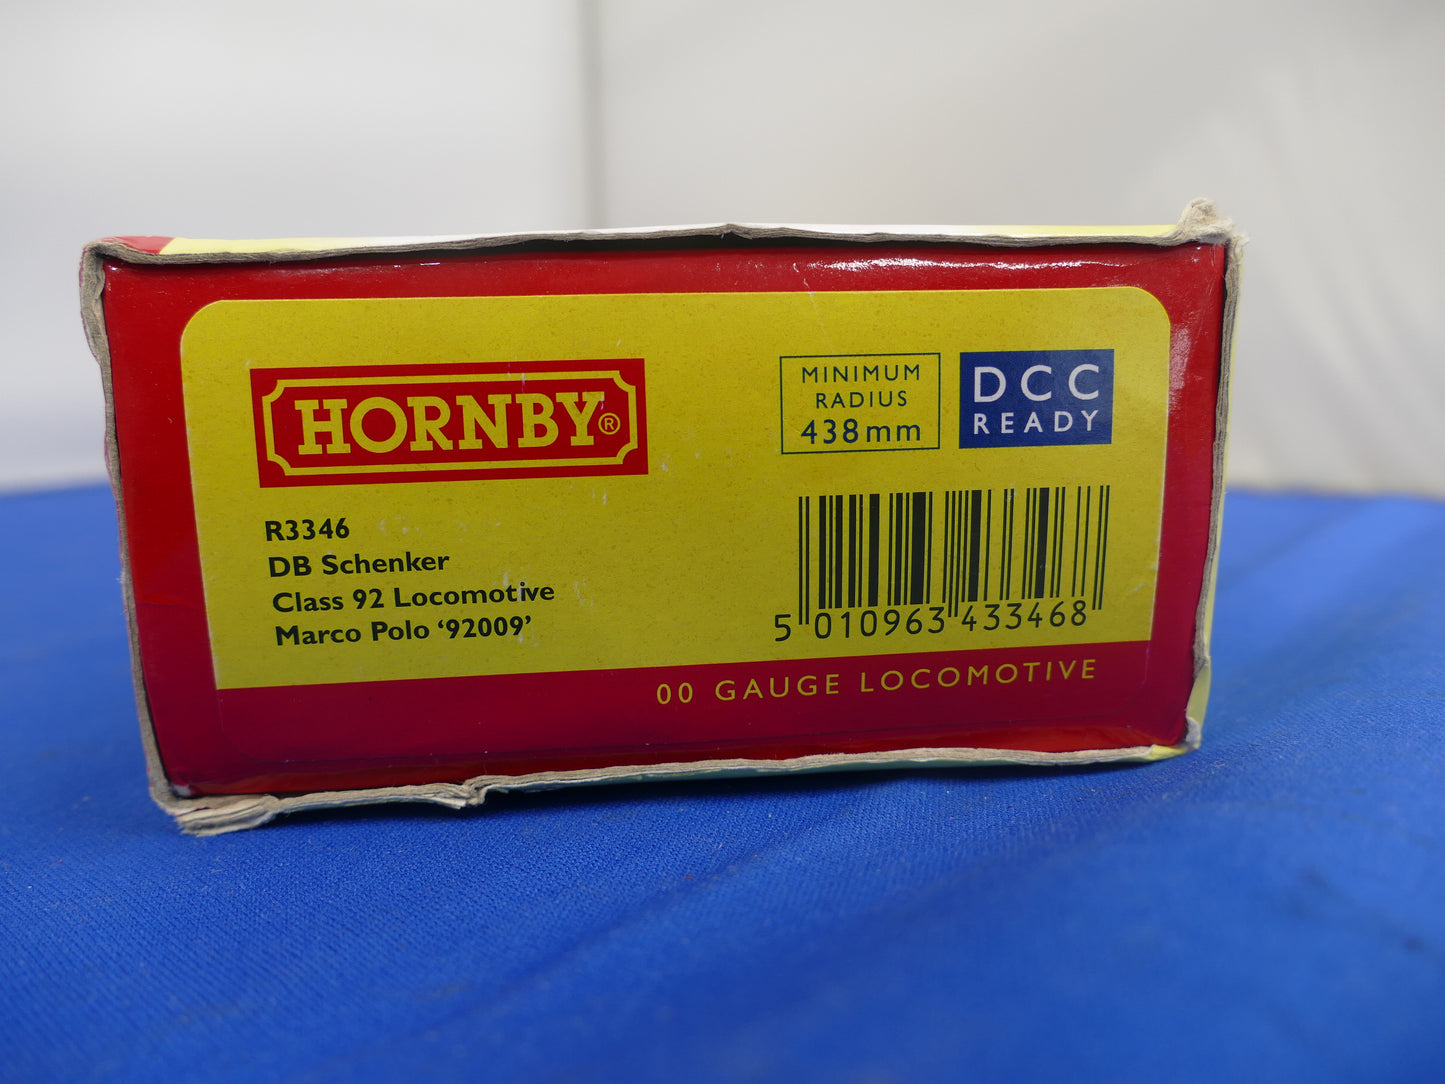 HORNBY®
MINIMUM
RADIUS
438mm
DCC
READY
R3346
DB Schenker
Class 92 Locomotive
Marco Polo ‘92009’
5 010963 433468
00 GAUGE LOCOMOTIVE